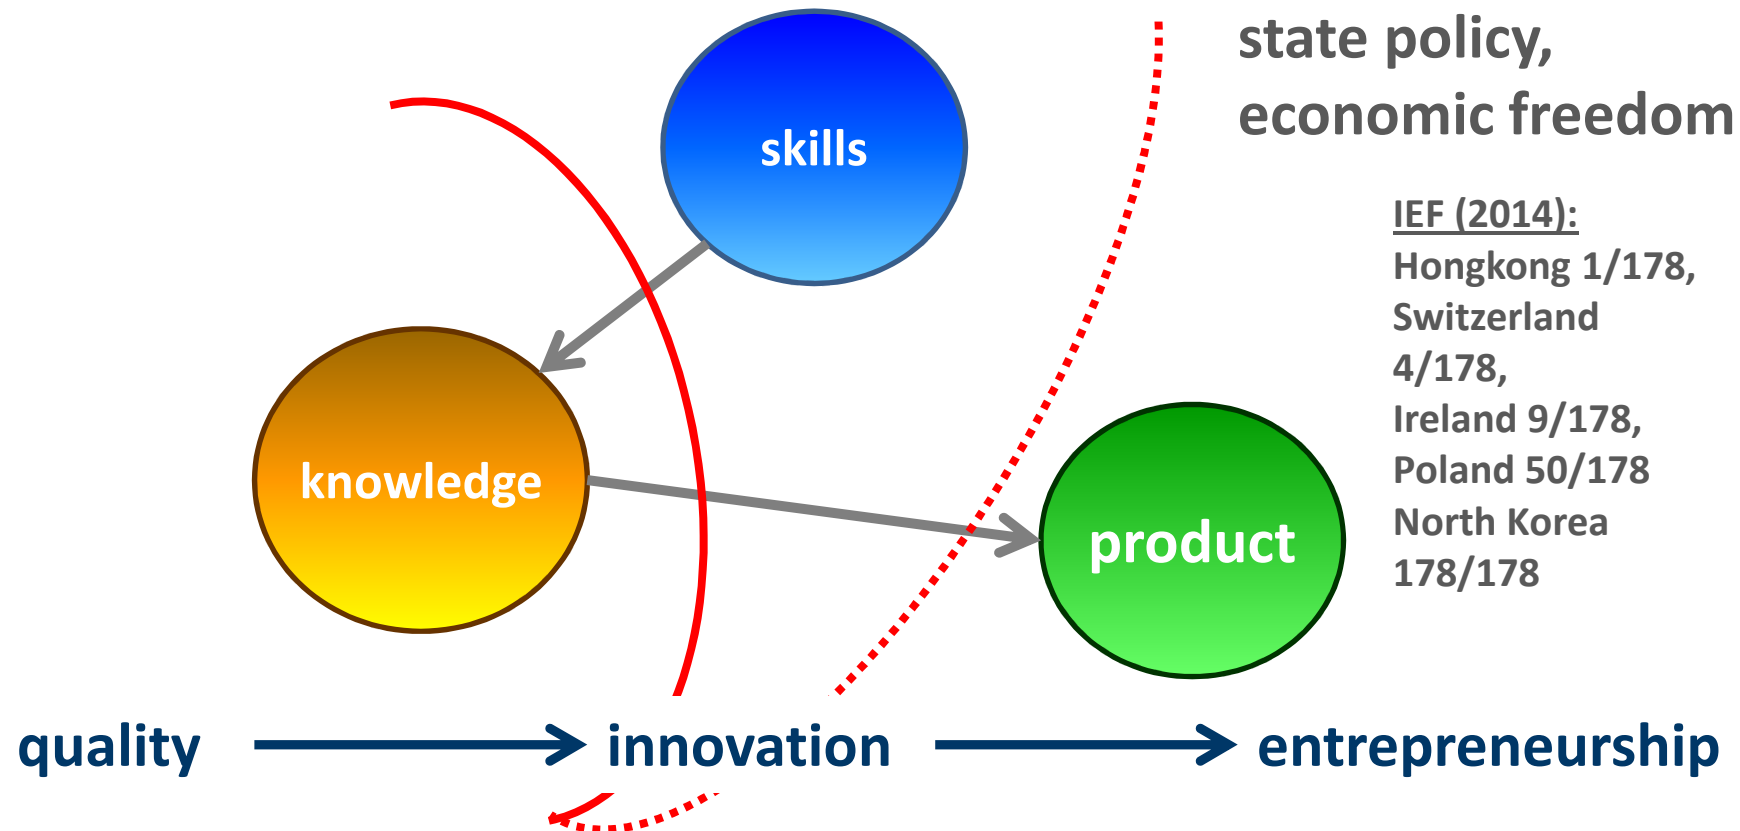 state policy,
economic freedom
skills
IEF (2014):
Hongkong 1/178,
Switzerland
4/178,
Ireland 9/178,
Poland 50/178
North Korea
178/178
knowledge
product
quality
innovation
entrepreneurship